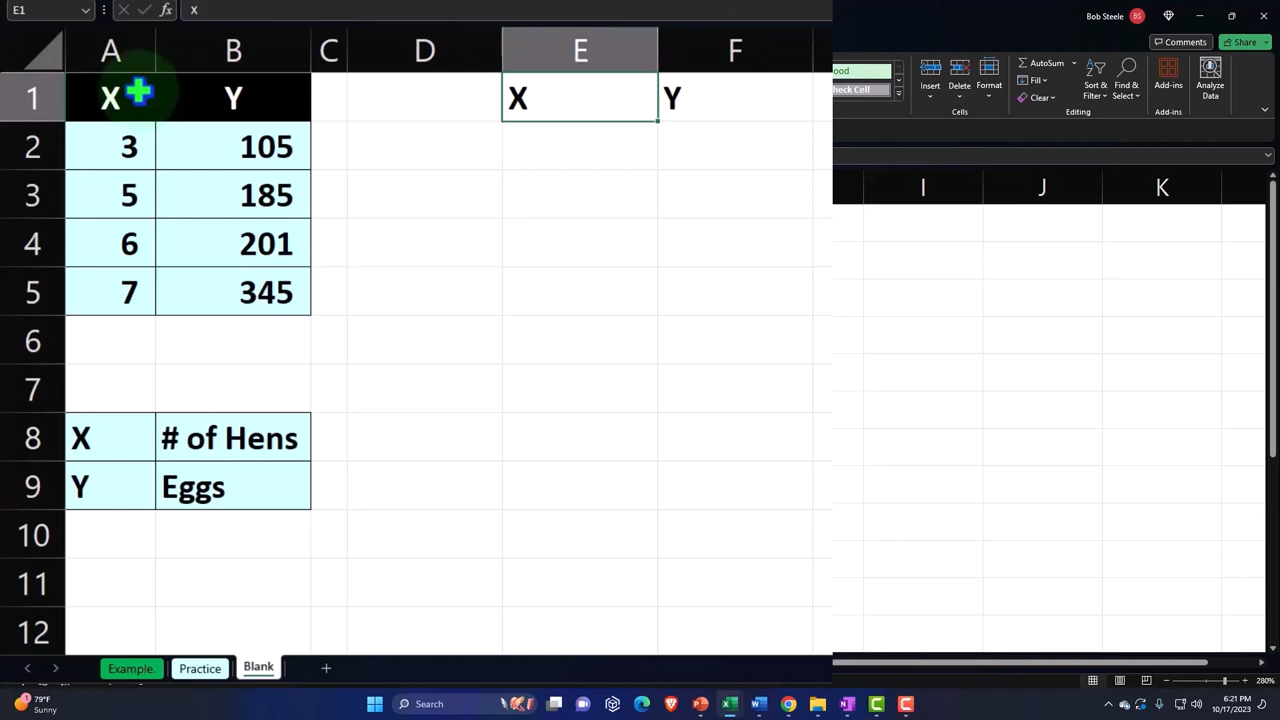 E1 fx X
Bob Steele BS
Comments Share
ood
heck Cell
Insert Delete Format
Cells
AutoSum
Fill
Clear
Sort & Filter Find & Select
Editing
Add-ins
Add-ins
Analyze Data
A B C D E F
I J K
1 X Y X Y
2 3 105
3 5 185
4 6 201
5 7 345
6
7
8 X # of Hens
9 Y Eggs
10
11
12
Example. Practice Blank
280%
79°F
Sunny
Search
6:21 PM
10/17/2023